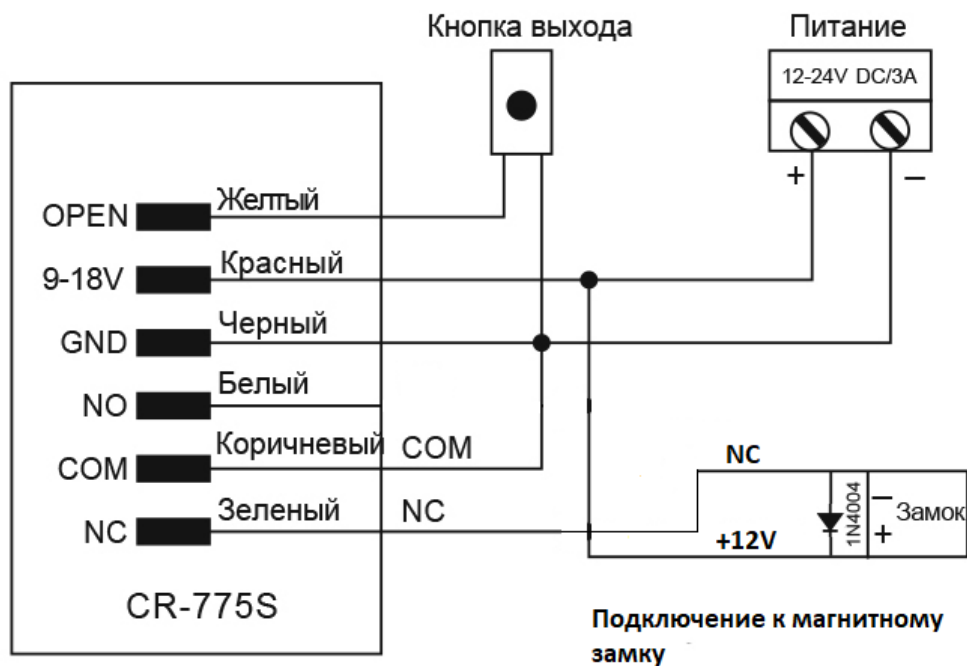 Кнопка выхода
Питание
12-24V DC/3A
+ −
OPEN Желтый
9-18V Красный
GND Черный
NO Белый
COM Коричневый COM
NC Зеленый NC
NC
+12V
1N4004
−
+
Замок
CR-775S
Подключение к магнитному
замку